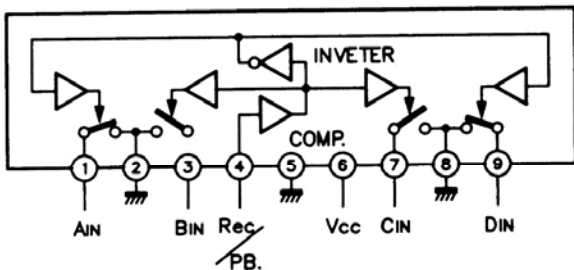 INVETER
COMP.
1 2 3 4 5 6 7 8 9
AIN BIN Rec/PB. Vcc CIN DIN